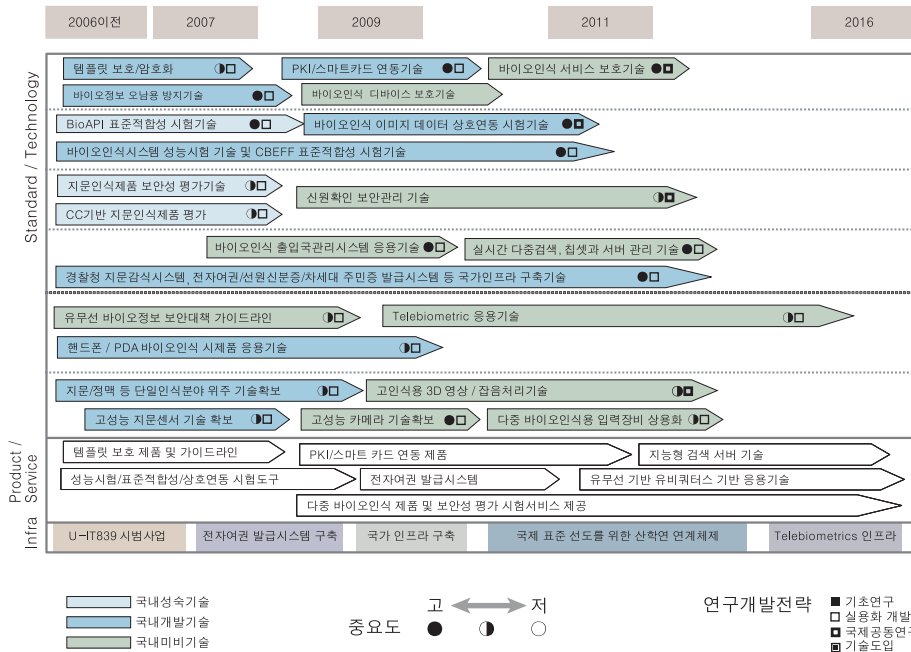 2006이전
2007
2009
2011
2016
Standard / Technology
템플릿 보호/암호화
PKI/스마트카드 연동기술
바이오인식 서비스 보호기술
바이오정보 오남용 방지기술
바이오인식 디바이스 보호기술
BioAPI 표준적합성 시험기술
바이오인식 이미지 데이터 상호연동 시험기술
바이오인식시스템 성능시험 기술 및 CBEFF 표준적합성 시험기술
지문인식제품 보안성 평가기술
신원확인 보안관리 기술
CC기반 지문인식제품 평가
바이오인식 출입국관리시스템 응용기술
실시간 다중검색, 칩셋과 서버 관리 기술
경찰청 지문감식시스템, 전자여권/선원신분증/차세대 주민증 발급시스템 등 국가인프라 구축기술
유무선 바이오정보 보안대책 가이드라인
Telebiometric 응용기술
핸드폰 / PDA 바이오인식 시제품 응용기술
지문/정맥 등 단일인식분야 위주 기술확보
고인식용 3D 영상 / 잡음처리기술
고성능 지문센서 기술 확보
고성능 카메라 기술확보
다중 바이오인식용 입력장비 상용화
Product / Service
템플릿 보호 제품 및 가이드라인
PKI/스마트 카드 연동 제품
지능형 검색 서버 기술
성능시험/표준적합성/상호연동 시험도구
전자여권 발급시스템
유무선 기반 유비쿼터스 기반 응용기술
다중 바이오인식 제품 및 보안성 평가 시험서비스 제공
Infra
U-IT839 시범사업
전자여권 발급시스템 구축
국가 인프라 구축
국제 표준 선도를 위한 산학연 연계체제
Telebiometrics 인프라
국내성숙기술
국내개발기술
국내미비기술
고 저
중요도
연구개발전략
기초연구
실용화 개발
국제공동연구
기술도입